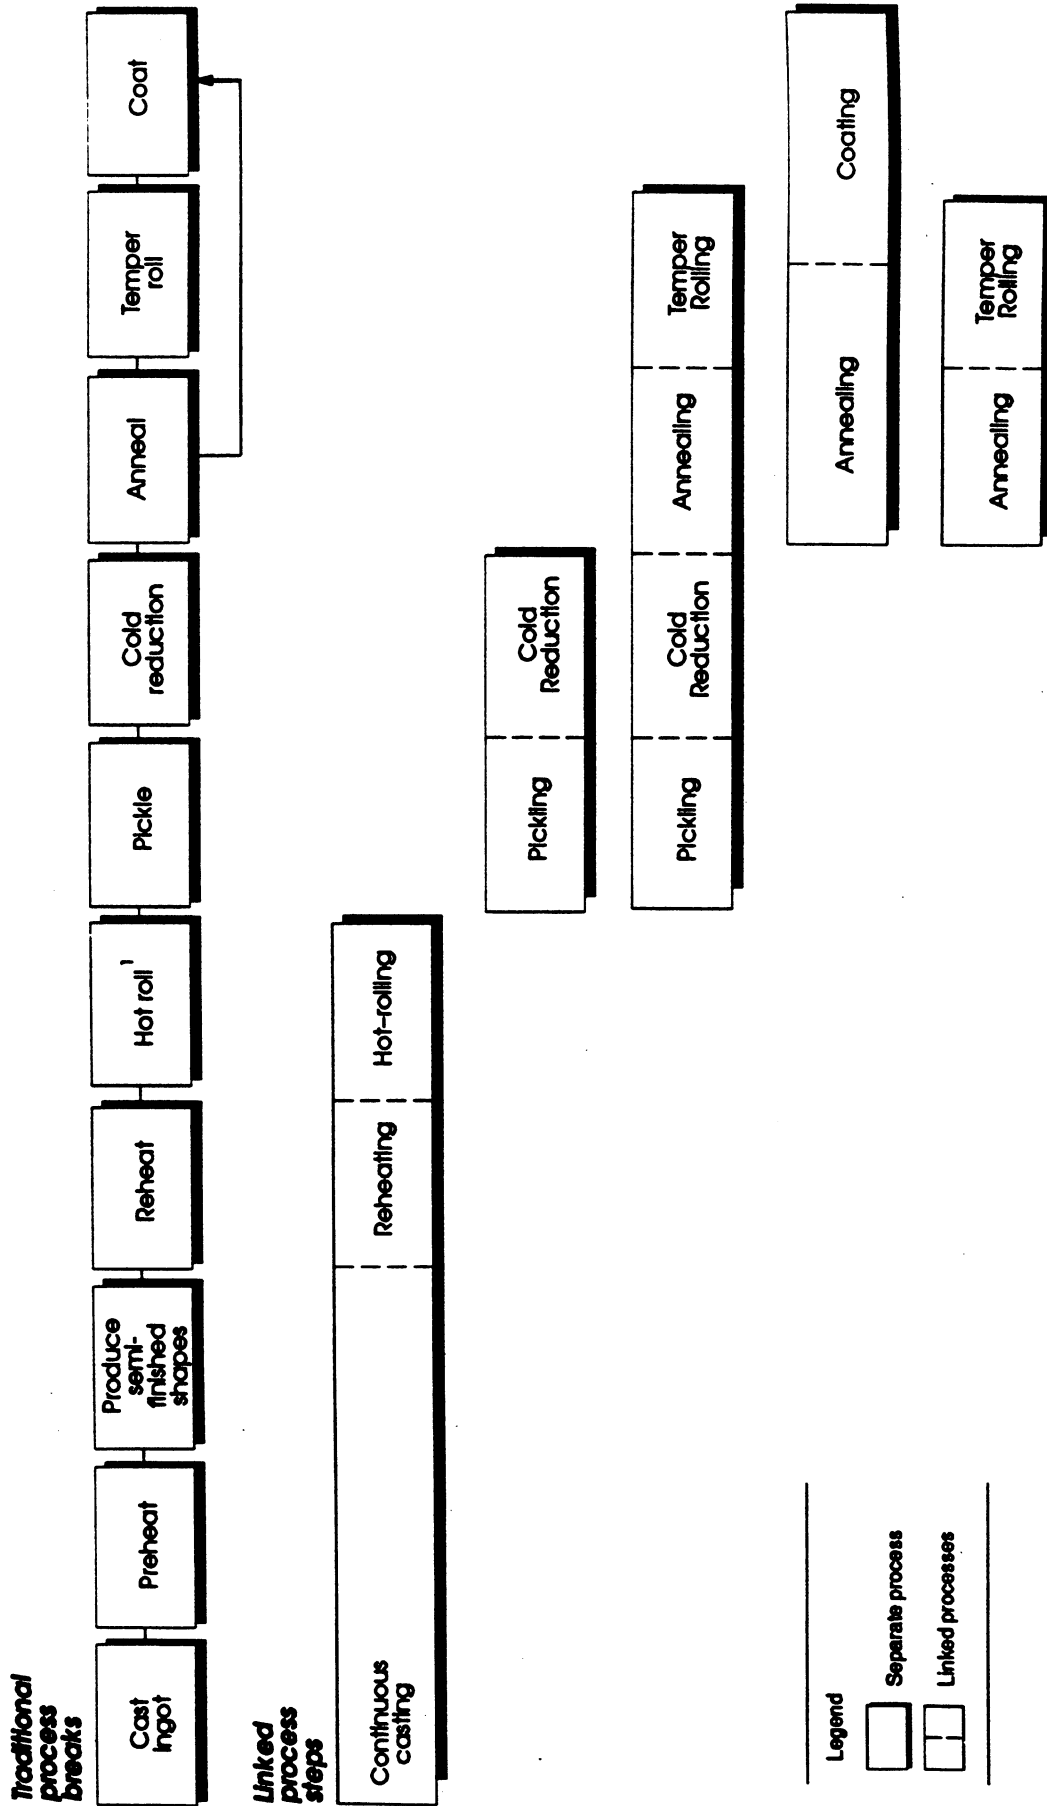 Traditional
process
breaks
Cast
ingot
Preheat
Produce
semi-
finished
shapes
Reheat
Hot roll¹
Pickle
Cold
reduction
Anneal
Temper
roll
Coat
Linked
process
steps
Continuous
casting
Reheating
Hot-rolling
Pickling
Cold
Reduction
Pickling
Cold
Reduction
Annealing
Temper
Rolling
Annealing
Coating
Annealing
Temper
Rolling
Legend
Separate process
Linked processes